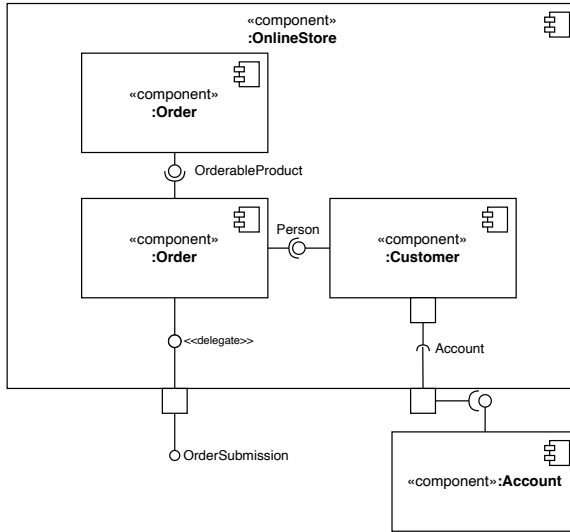 «component»
:OnlineStore
«component»
:Order
OrderableProduct
«component»
:Order
Person
«component»
:Customer
<<delegate>>
Account
OrderSubmission
«component»:Account